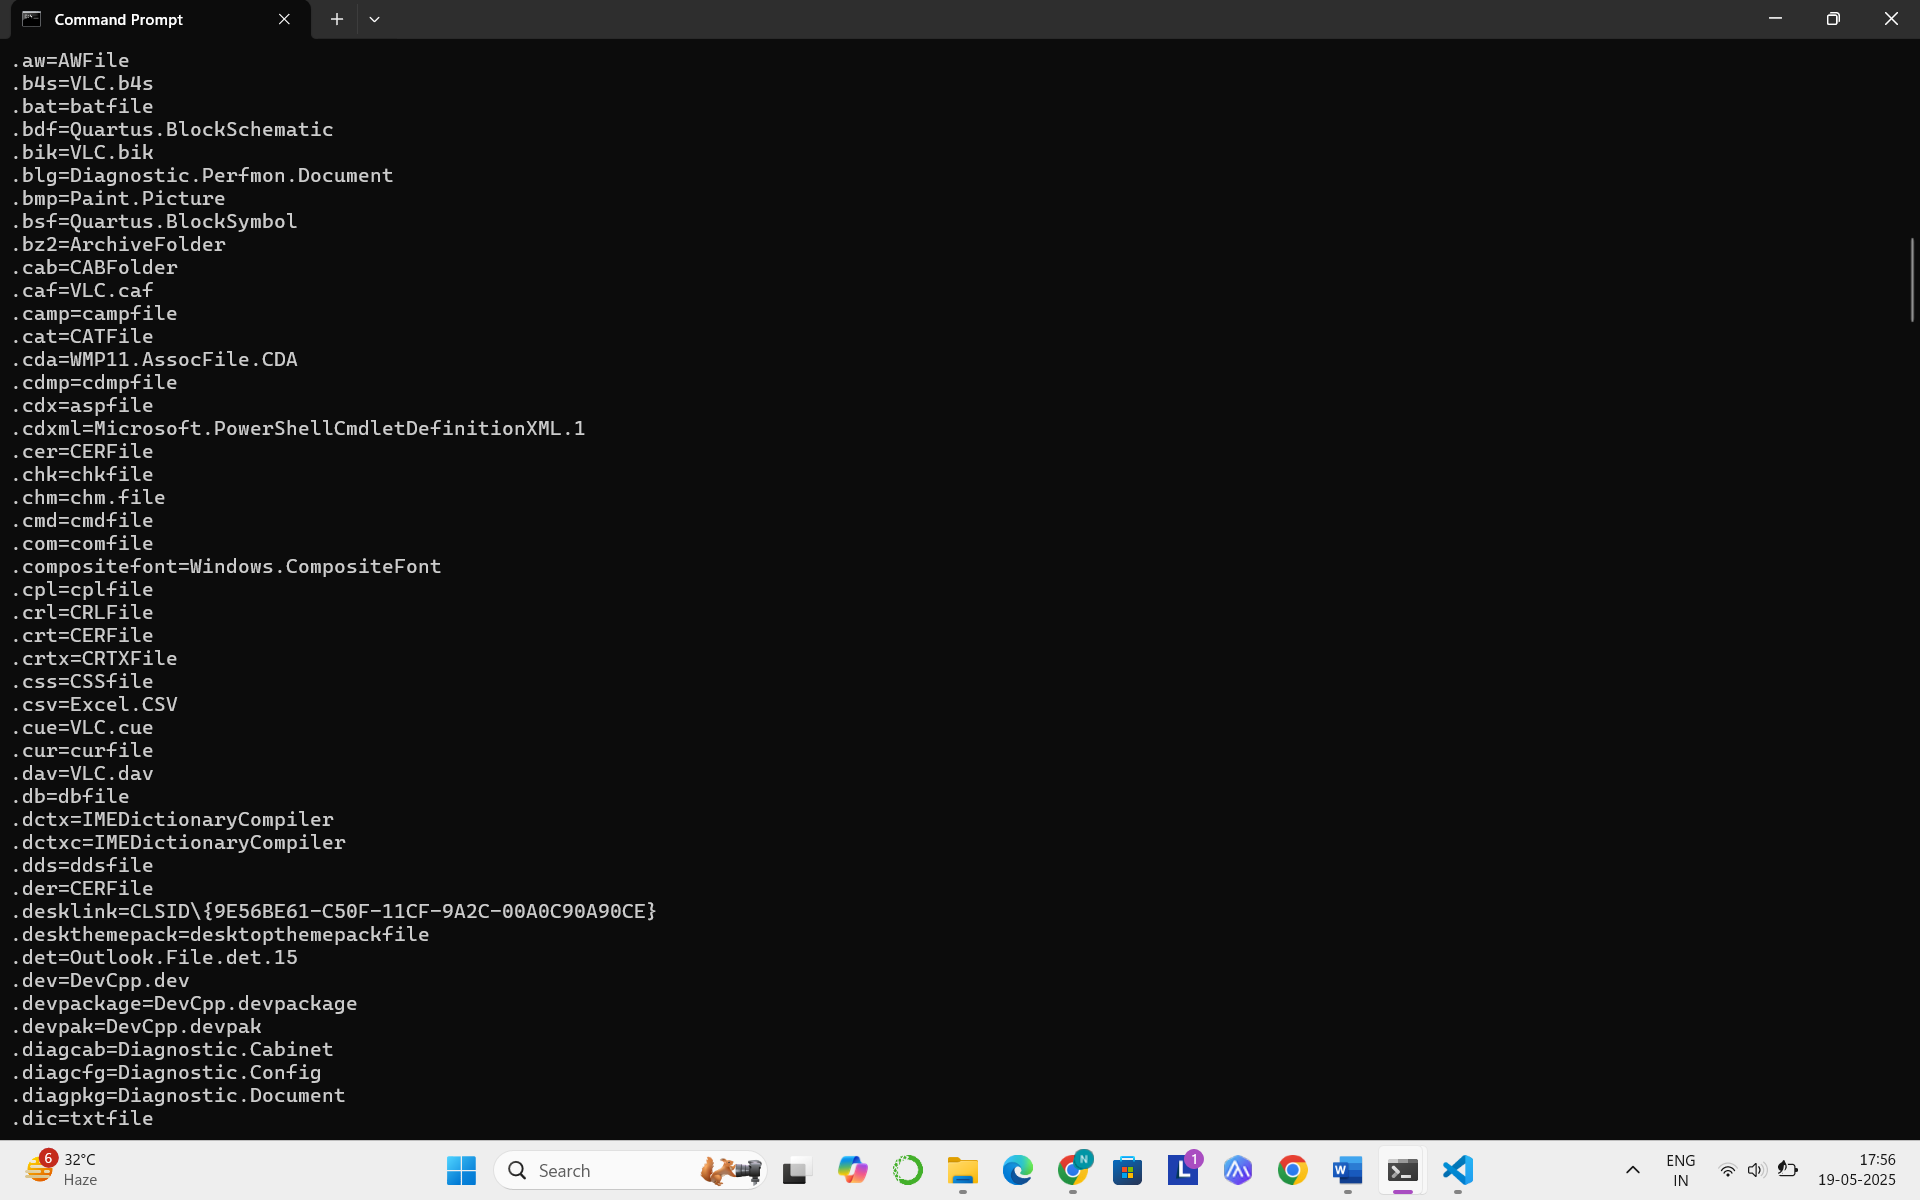 Command Prompt
.aw=AWFile
.b4s=VLC.b4s
.bat=batfile
.bdf=Quartus.BlockSchematic
.bik=VLC.bik
.blg=Diagnostic.Perfmon.Document
.bmp=Paint.Picture
.bsf=Quartus.BlockSymbol
.bz2=ArchiveFolder
.cab=CABFolder
.caf=VLC.caf
.camp=campfile
.cat=CATFile
.cda=WMP11.AssocFile.CDA
.cdmp=cdmpfile
.cdx=aspfile
.cdxml=Microsoft.PowerShellCmdletDefinitionXML.1
.cer=CERFile
.chk=chkfile
.chm=chm.file
.cmd=cmdfile
.com=comfile
.compositefont=Windows.CompositeFont
.cpl=cplfile
.crl=CRLFile
.crt=CERFile
.crtx=CRTXFile
.css=CSSfile
.csv=Excel.CSV
.cue=VLC.cue
.cur=curfile
.dav=VLC.dav
.db=dbfile
.dctx=IMEDictionaryCompiler
.dctxc=IMEDictionaryCompiler
.dds=ddsfile
.der=CERFile
.desklink=CLSID\{9E56BE61-C50F-11CF-9A2C-00A0C90A90CE}
.deskthemepack=desktopthemepackfile
.det=Outlook.File.det.15
.dev=DevCpp.dev
.devpackage=DevCpp.devpackage
.devpak=DevCpp.devpak
.diagcab=Diagnostic.Cabinet
.diagcfg=Diagnostic.Config
.diagpkg=Diagnostic.Document
.dic=txtfile
6
32°C
Haze
Search
N
L
1
W
ENG
IN
17:56
19-05-2025